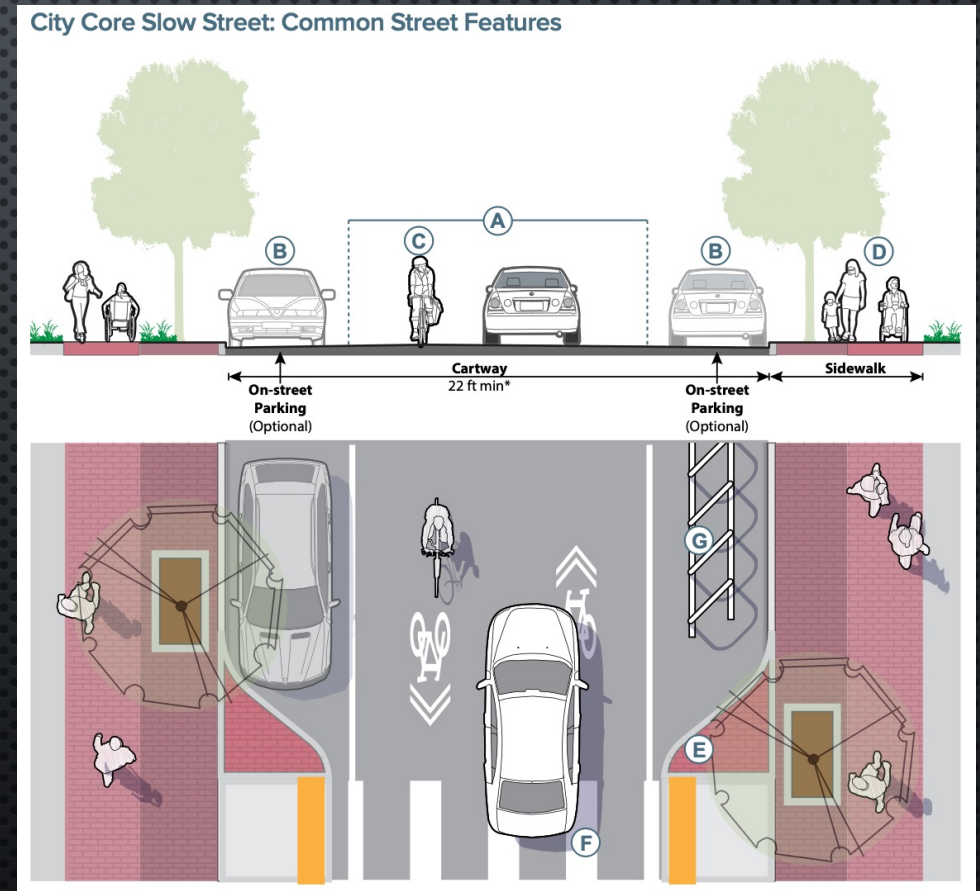 City Core Slow Street: Common Street Features
A
B
C
B
D
Cartway
22 ft min*
Sidewalk
On-street
Parking
(Optional)
On-street
Parking
(Optional)
G
E
F